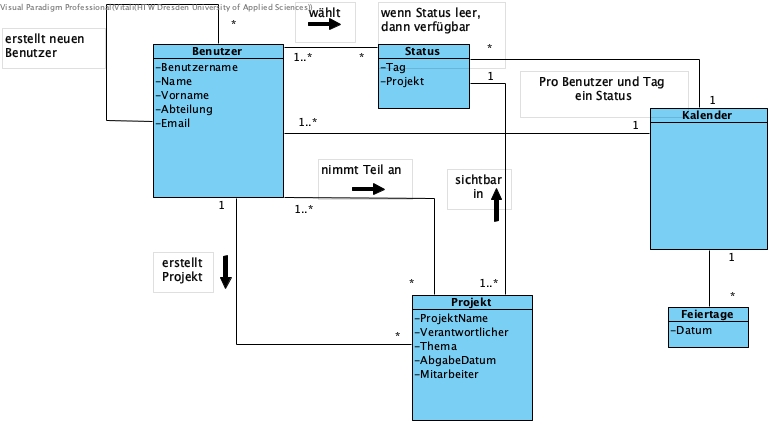 Visual Paradigm Professional(Vitali(HTW Dresden University of Applied Sciences))
wählt
wenn Status leer,
dann verfügbar
erstellt neuen
Benutzer
*
Benutzer
-Benutzername
-Name
-Vorname
-Abteilung
-Email
1..*
*
Status
-Tag
-Projekt
*
1
Pro Benutzer und Tag
ein Status
1
Kalender
1..*
1
nimmt Teil an
sichtbar
in
1
1..*
erstellt
Projekt
*
1..*
*
Projekt
-ProjektName
-Verantwortlicher
-Thema
-AbgabeDatum
-Mitarbeiter
1
*
Feiertage
-Datum